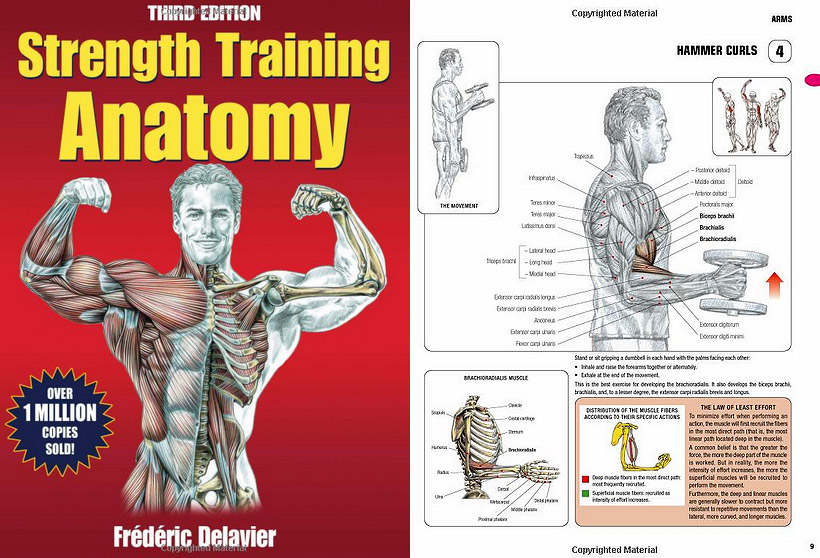 THIRD EDITION
Copyrighted Material
Strength Training
Anatomy
OVER
1 MILLION
COPIES
SOLD!
Frédéric Delavier
Copyrighted Material
Copyrighted Material
ARMS
HAMMER CURLS 4
THE MOVEMENT
Trapezius
Infraspinatus
Teres minor
Teres major
Latissimus dorsi
Triceps brachii
Lateral head
Long head
Medial head
Extensor carpi radialis longus
Extensor carpi radialis brevis
Anconeus
Extensor carpi ulnaris
Flexor carpi ulnaris
Posterior deltoid
Middle deltoid
Anterior deltoid
Deltoid
Pectoralis major
Biceps brachii
Brachialis
Brachioradialis
Extensor digitorum
Extensor digiti minimi
Stand or sit gripping a dumbbell in each hand with the palms facing each other:
• Inhale and raise the forearms together or alternately.
• Exhale at the end of the movement.
This is the best exercise for developing the brachioradialis. It also develops the biceps brachii,
brachialis, and, to a lesser degree, the extensor carpi radialis brevis and longus.
BRACHIORADIALIS MUSCLE
Scapula
Humerus
Radius
Ulna
Clavicle
Costal cartilage
Sternum
Brachioradialis
Carpal
Metacarpal
Proximal phalanx
Middle phalanx
Distal phalanx
DISTRIBUTION OF THE MUSCLE FIBERS
ACCORDING TO THEIR SPECIFIC ACTIONS
Deep muscle fibers in the most direct path:
most frequently recruited.
Superficial muscle fibers: recruited as
intensity of effort increases.
THE LAW OF LEAST EFFORT
To minimize effort when performing an
action, the muscle will first recruit the fibers
in the most direct path (that is, the most
linear path located deep in the muscle).
A common belief is that the greater the
force, the more the deep part of the muscle
is worked. But in reality, the more the
intensity of effort increases, the more the
superficial muscles will be recruited to
perform the movement.
Furthermore, the deep and linear muscles
are generally slower to contract but more
resistant to repetitive movements than the
lateral, more curved, and longer muscles.
9
Copyrighted Material